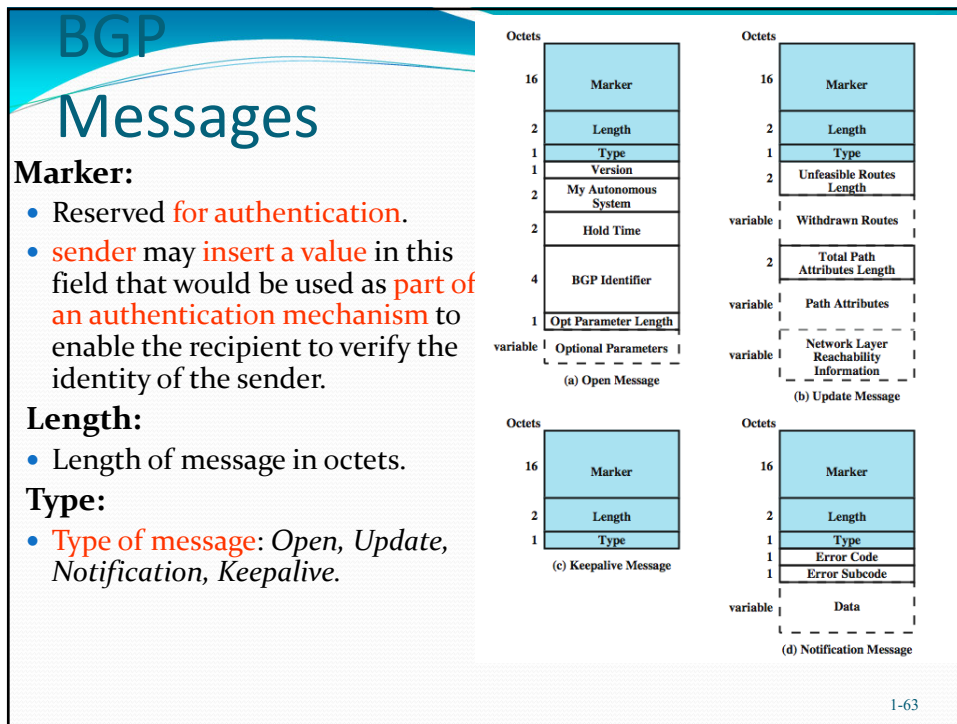 BGP
Messages
Marker:
• Reserved for authentication.
• sender may insert a value in this
field that would be used as part of
an authentication mechanism to
enable the recipient to verify the
identity of the sender.
Length:
• Length of message in octets.
Type:
• Type of message: Open, Update,
Notification, Keepalive.
Octets
16 Marker
2 Length
1 Type
1 Version
2 My Autonomous
System
2 Hold Time
4 BGP Identifier
1 Opt Parameter Length
variable Optional Parameters
(a) Open Message
Octets
16 Marker
2 Length
1 Type
2 Unfeasible Routes
Length
variable Withdrawn Routes
2 Total Path
Attributes Length
variable Path Attributes
variable Network Layer
Reachability
Information
(b) Update Message
Octets
16 Marker
2 Length
1 Type
(c) Keepalive Message
Octets
16 Marker
2 Length
1 Type
1 Error Code
1 Error Subcode
variable Data
(d) Notification Message
1-63